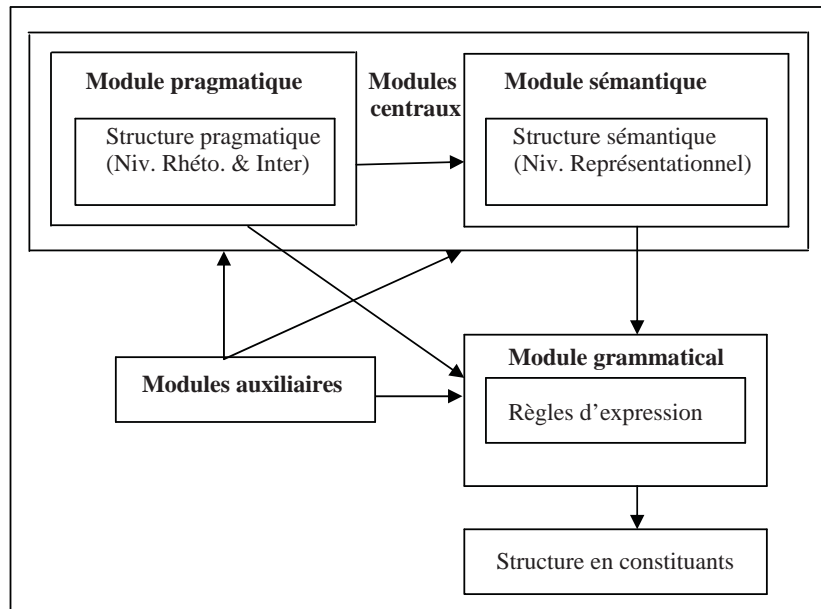 Module pragmatique
Structure pragmatique
(Niv. Rhéto. & Inter)
Modules
centraux
Module sémantique
Structure sémantique
(Niv. Représentationnel)
Modules auxiliaires
Module grammatical
Règles d’expression
Structure en constituants